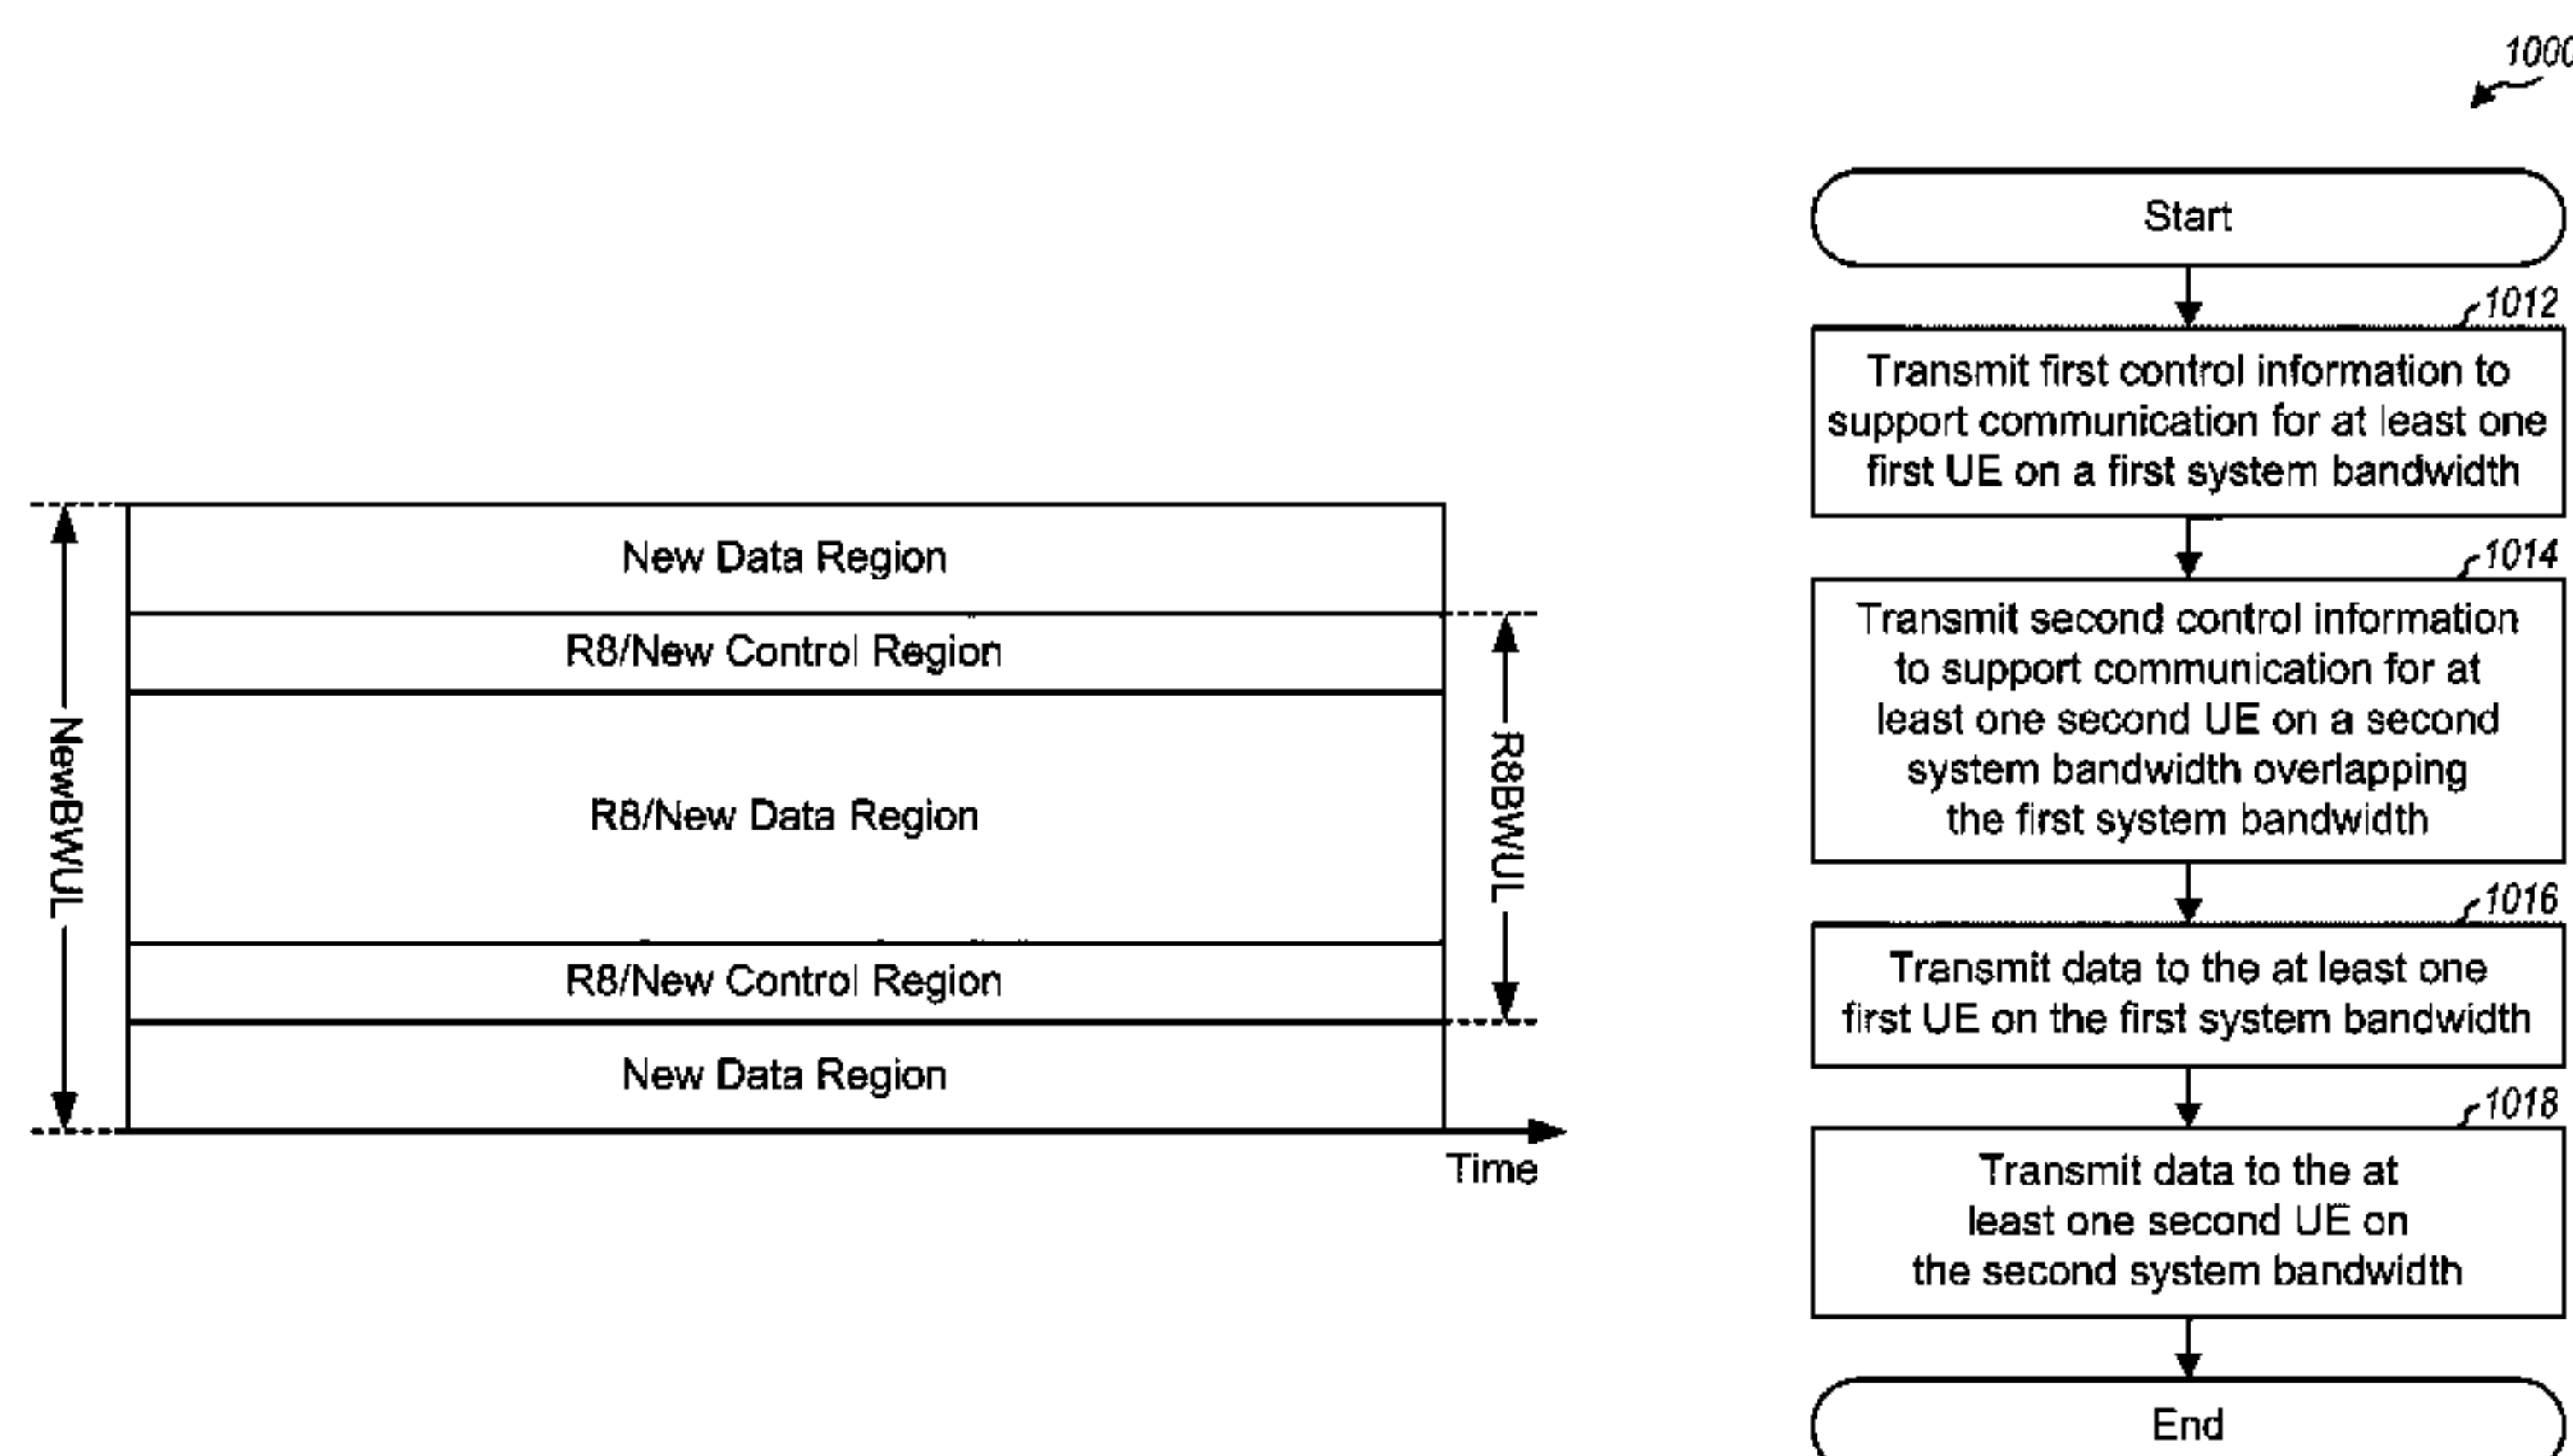 New Data Region
R8/New Control Region
R8/New Data Region
R8/New Control Region
New Data Region
NewBWUL
R8BWUL
Time
1000
Start
1012
Transmit first control information to
support communication for at least one
first UE on a first system bandwidth
1014
Transmit second control information
to support communication for at
least one second UE on a second
system bandwidth overlapping
the first system bandwidth
1016
Transmit data to the at least one
first UE on the first system bandwidth
1018
Transmit data to the at
least one second UE on
the second system bandwidth
End